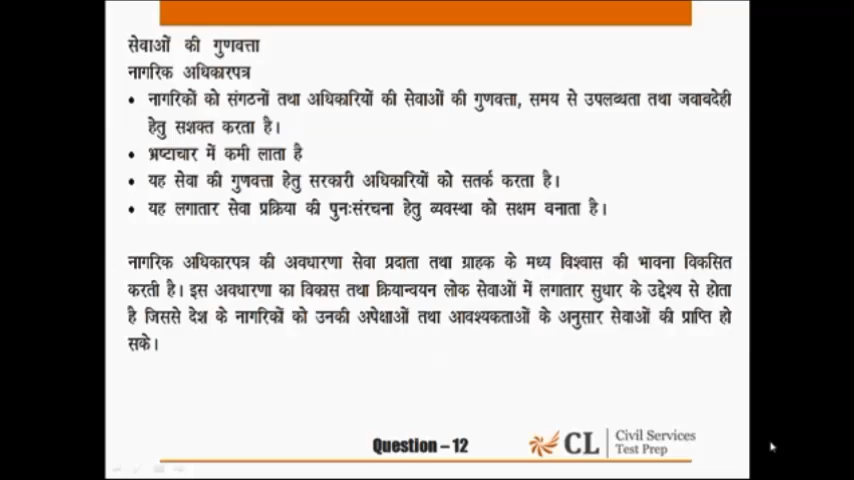 सेवाओं की गुणवत्ता
नागरिक अधिकारपत्र
• नागरिकों को संगठनों तथा अधिकारियों की सेवाओं की गुणवत्ता, समय से उपलब्धता तथा जवाबदेही
हेतु सशक्त करता है।
• भ्रष्टाचार में कमी लाता है
• यह सेवा की गुणवत्ता हेतु सरकारी अधिकारियों को सतर्क करता है।
• यह लगातार सेवा प्रक्रिया की पुनःसंरचना हेतु व्यवस्था को सक्षम बनाता है।
नागरिक अधिकारपत्र की अवधारणा सेवा प्रदाता तथा ग्राहक के मध्य विश्वास की भावना विकसित
करती है। इस अवधारणा का विकास तथा क्रियान्वयन लोक सेवाओं में लगातार सुधार के उद्देश्य से होता
है जिससे देश के नागरिकों को उनकी अपेक्षाओं तथा आवश्यकताओं के अनुसार सेवाओं की प्राप्ति हो
सके।
Question – 12
CL Civil Services
Test Prep